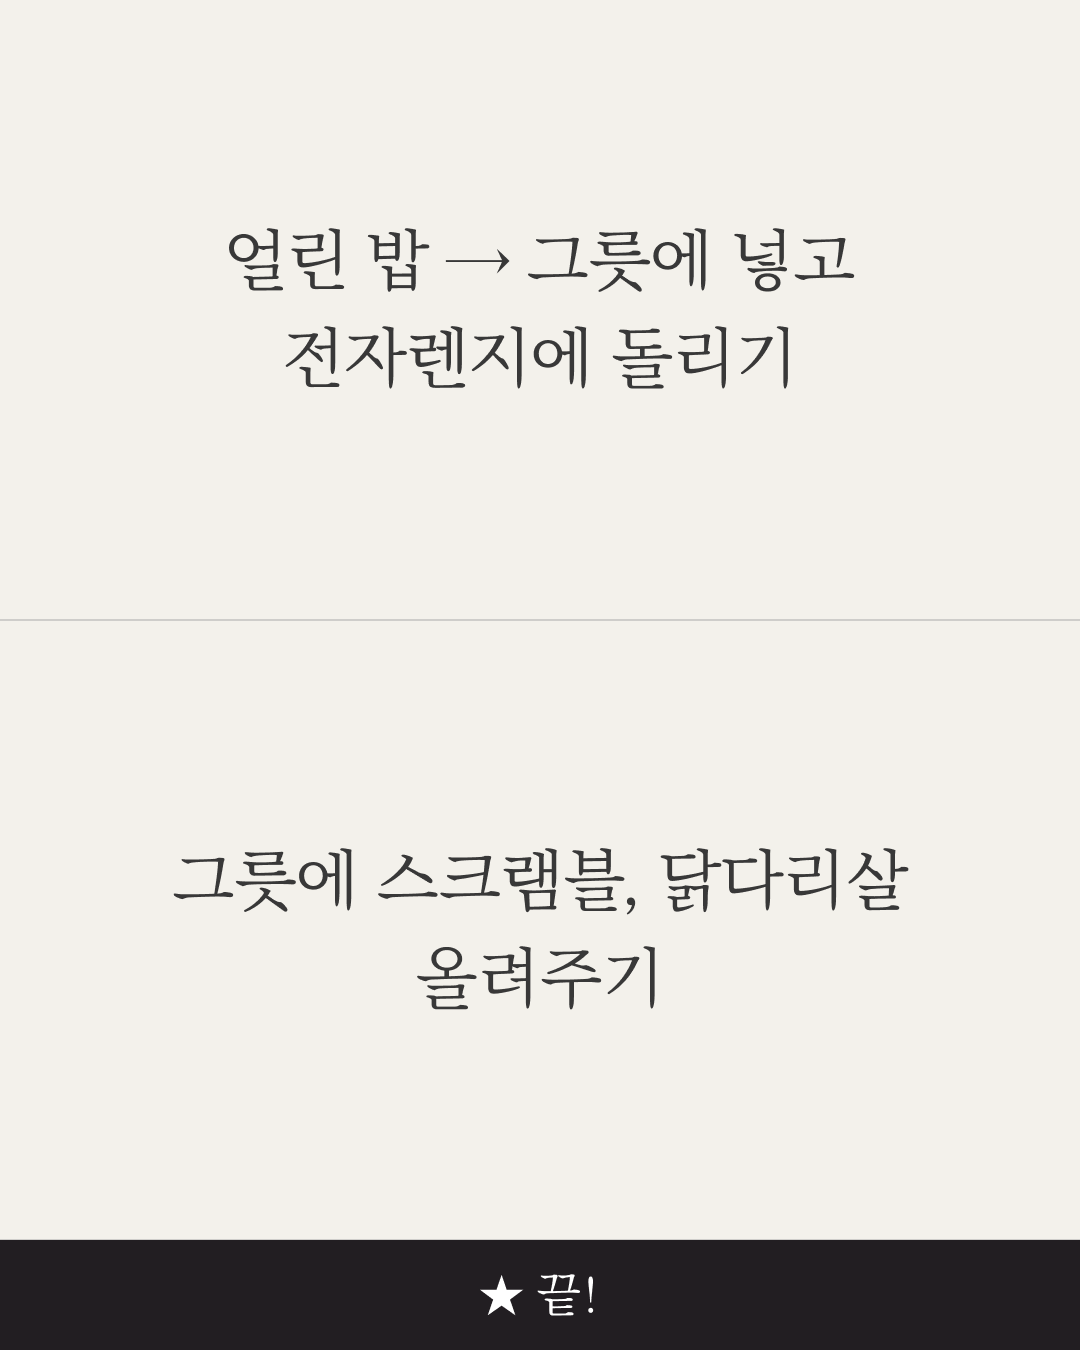 얼린 밥 → 그릇에 넣고
전자렌지에 돌리기
그릇에 스크램블, 닭다리살
올려주기
★ 끝!